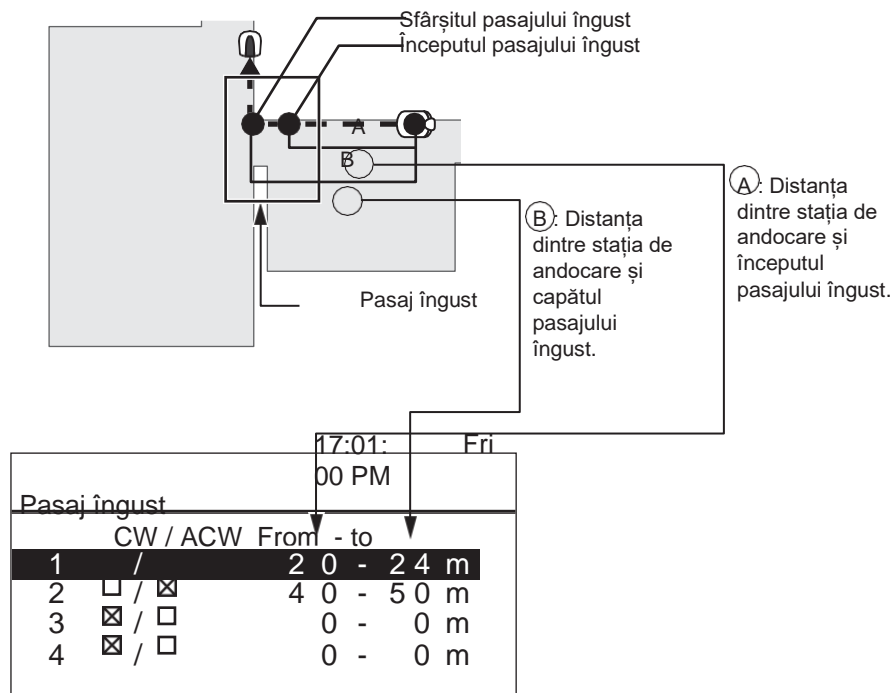 Sfârșitul pasajului îngust
Începutul pasajului îngust
A
B
A: Distanța
dintre stația de
andocare și
începutul
pasajului îngust.
B: Distanța
dintre stația de
andocare și
capătul
pasajului
îngust.
Pasaj îngust
17:01: Fri
00 PM
Pasaj îngust
CW / ACW From - to
1 / 20 - 24 m
2 ☐ / ☒ 40 - 50 m
3 ☒ / ☐ 0 - 0 m
4 ☒ / ☐ 0 - 0 m